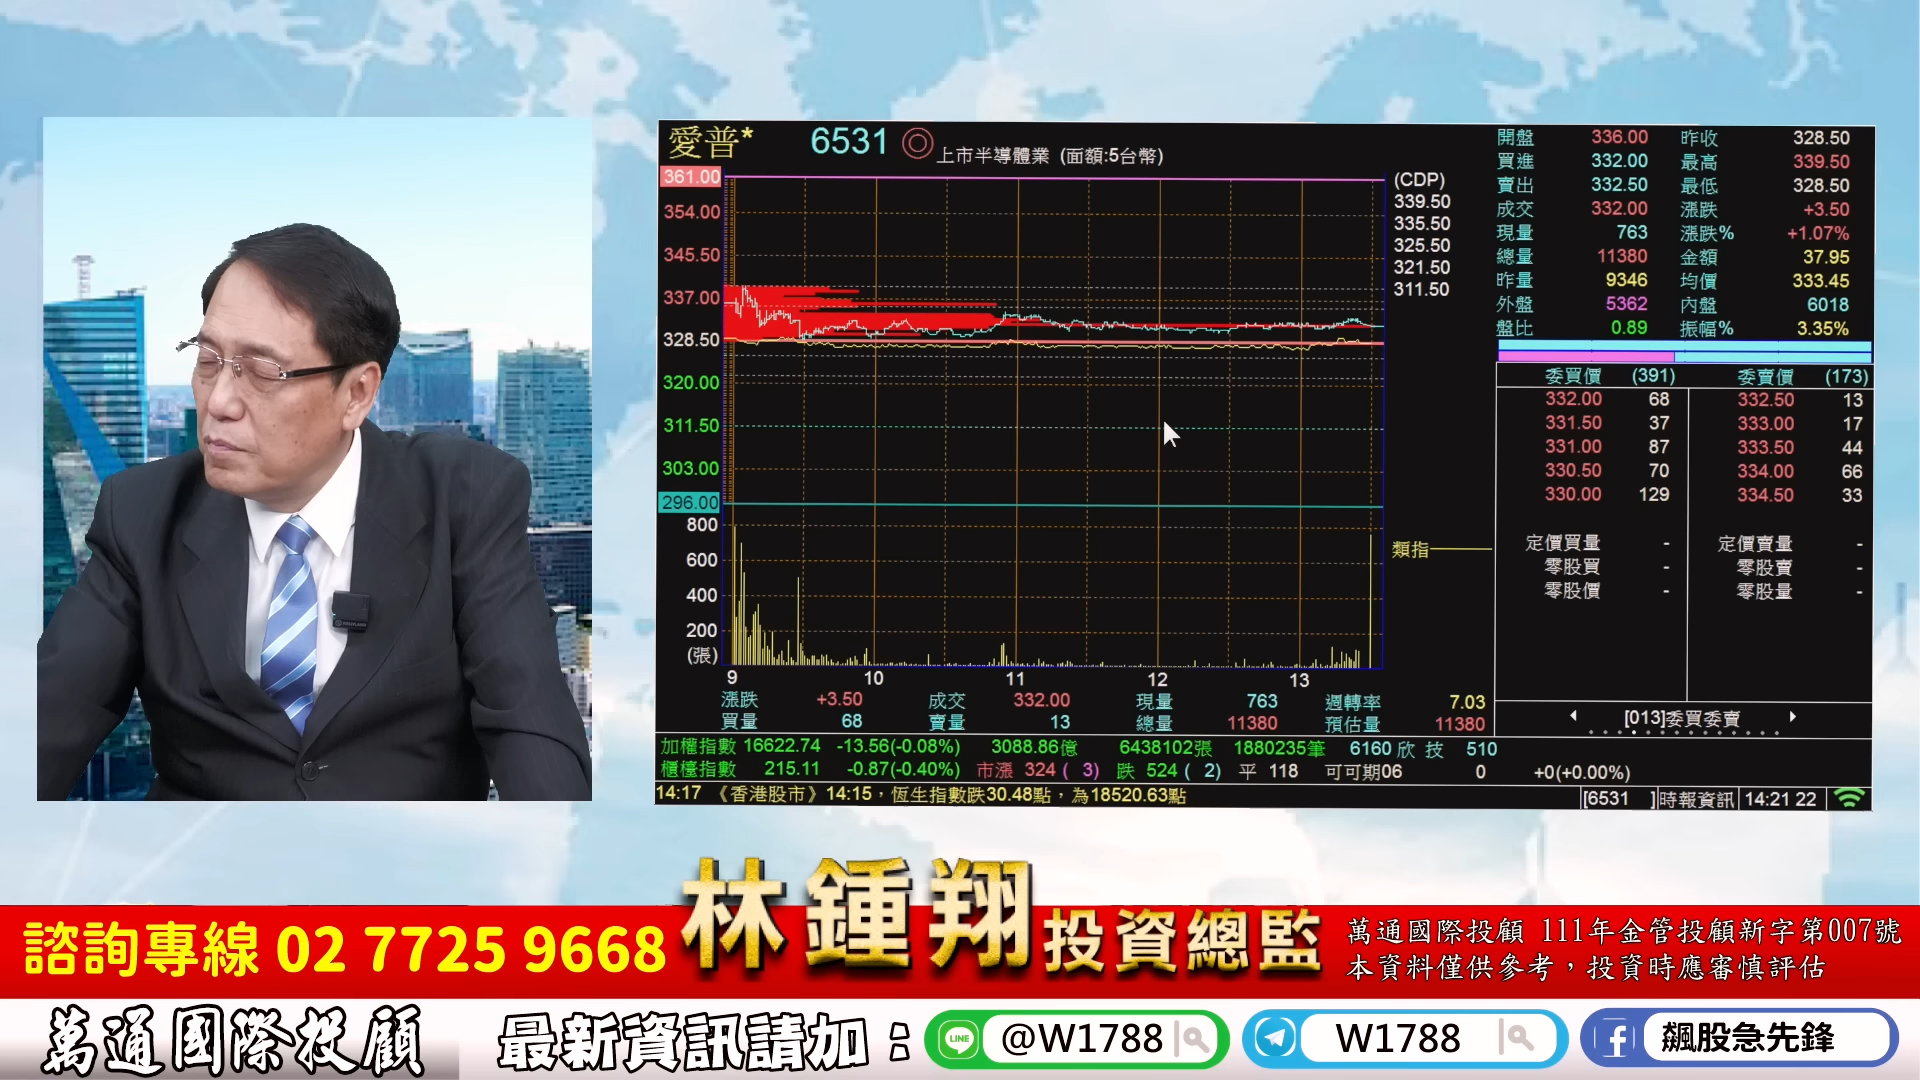 愛普* 6531 ◎ 上市半導體業 (面額:5台幣)
361.00
354.00
345.50
337.00
328.50
320.00
311.50
303.00
296.00
800
600
400
200
(張)
9 10 11 12 13
(CDP)
339.50
335.50
325.50
321.50
311.50
類指
開盤 336.00 昨收 328.50
買進 332.00 最高 339.50
賣出 332.50 最低 328.50
成交 332.00 漲跌 +3.50
現量 763 漲跌% +1.07%
總量 11380 金額 37.95
昨量 9346 均價 333.45
外盤 5362 內盤 6018
盤比 0.89 振幅% 3.35%
委買價 (391) 委賣價 (173)
332.00 68 332.50 13
331.50 37 333.00 17
331.00 87 333.50 44
330.50 70 334.00 66
330.00 129 334.50 33
定價買量 - 定價賣量 -
零股買 - 零股賣 -
零股價 - 零股量 -
[013]委買委賣
漲跌 +3.50 成交 332.00 現量 763 週轉率 7.03
買量 68 賣量 13 總量 11380 預估量 11380
加權指數 16622.74 -13.56(-0.08%) 3088.86億 6438102張 1880235筆 6160 欣 技 510
櫃檯指數 215.11 -0.87(-0.40%) 市漲 324 ( 3) 跌 524 ( 2) 平 118 可可期06 0 +0(+0.00%)
14:17 《香港股市》14:15，恆生指數跌30.48點，為18520.63點 [6531 ]時報資訊 14:21 22
諮詢專線 02 7725 9668
林鍾翔 投資總監
萬通國際投顧 111年金管投顧新字第007號
本資料僅供參考，投資時應審慎評估
萬通國際投顧
最新資訊請加：
LINE @W1788
W1788
飆股急先鋒